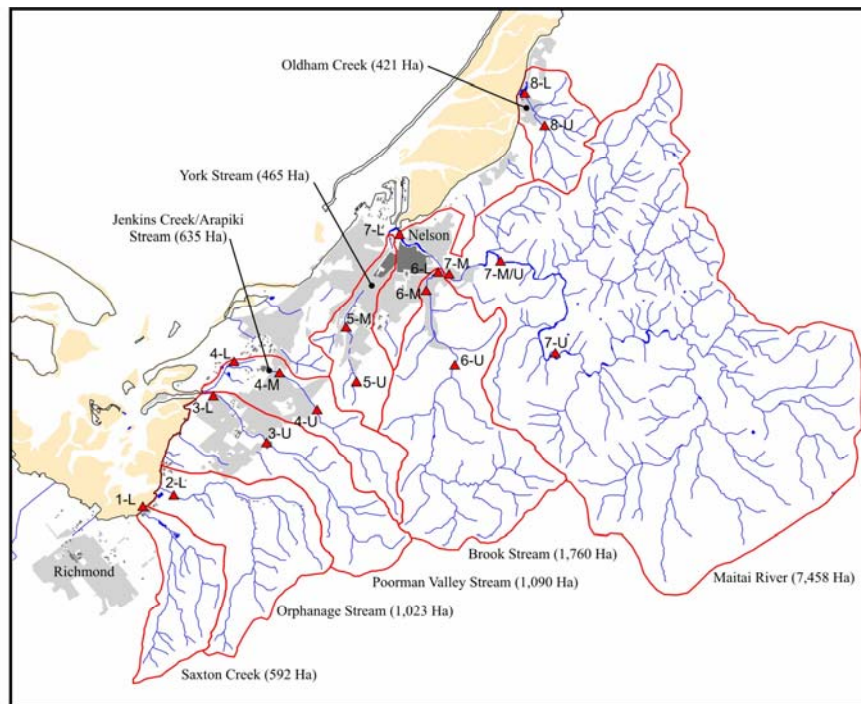 Oldham Creek (421 Ha)
8-L
8-U
York Stream (465 Ha)
Jenkins Creek/Arapiki
Stream (635 Ha)
7-L
Nelson
6-L
7-M
7-M/U
6-M
5-M
7-U
4-L
6-U
4-M
5-U
3-L
4-U
3-U
2-L
1-L
Richmond
Brook Stream (1,760 Ha)
Poorman Valley Stream (1,090 Ha)
Maitai River (7,458 Ha)
Orphanage Stream (1,023 Ha)
Saxton Creek (592 Ha)